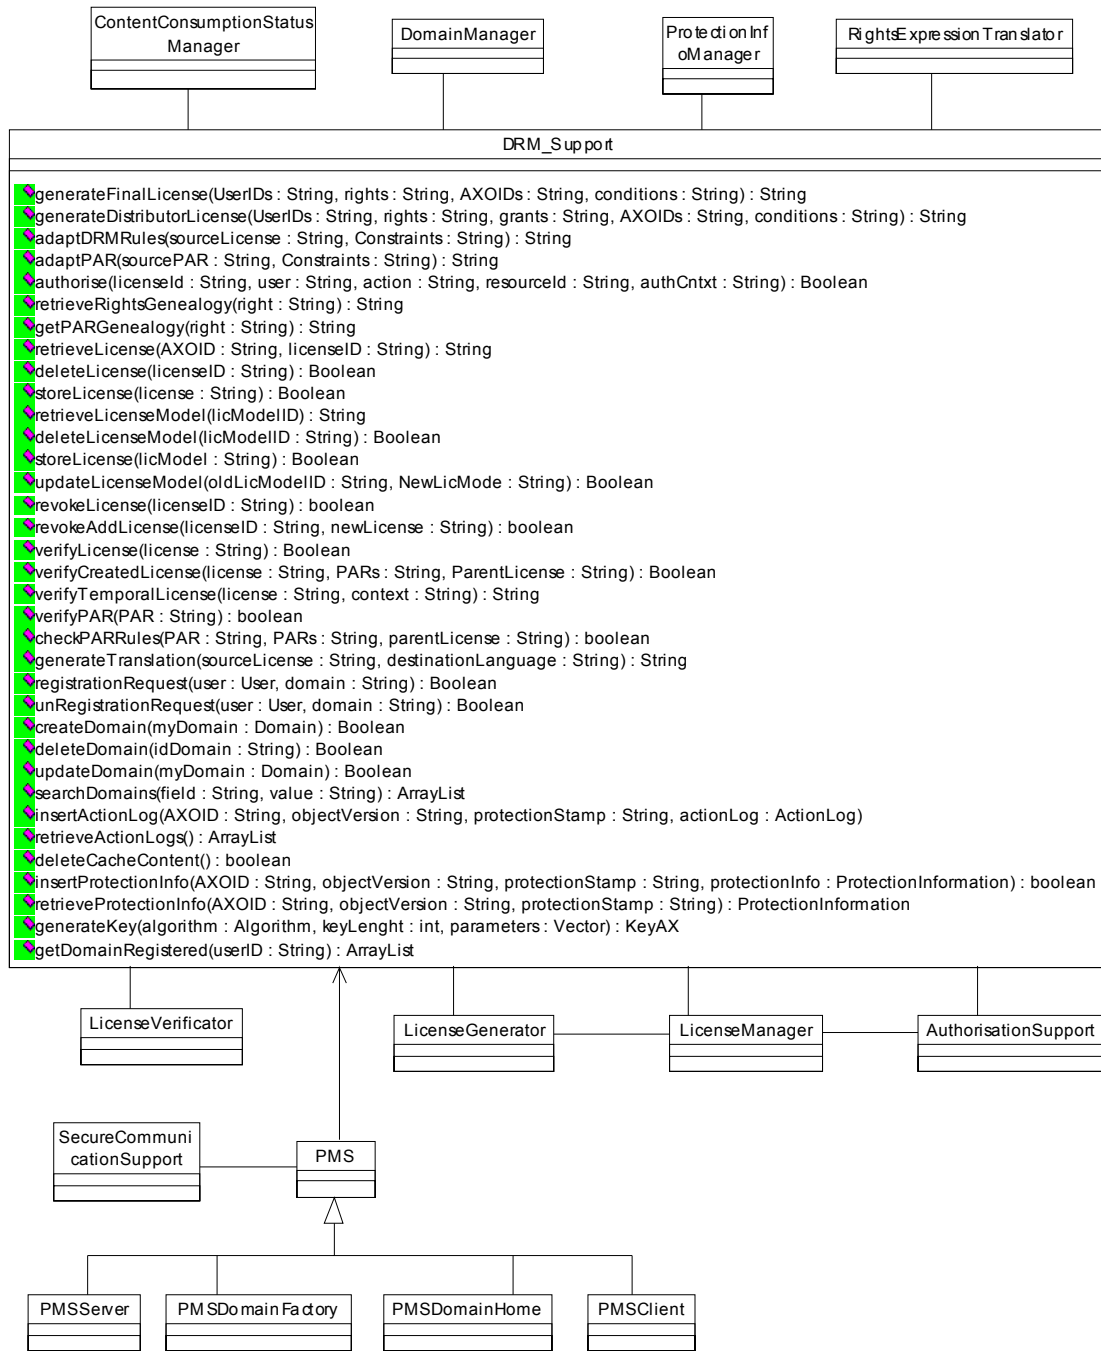 ContentConsumptionStatus
Manager
DomainManager
ProtectionInf
oManager
RightsExpressionTranslator
DRM_Support
generateFinalLicense(UserIDs : String, rights : String, AXOIDs : String, conditions : String) : String
generateDistributorLicense(UserIDs : String, rights : String, grants : String, AXOIDs : String, conditions : String) : String
adaptDRMRules(sourceLicense : String, Constraints : String) : String
adaptPAR(sourcePAR : String, Constraints : String) : String
authorise(licenseId : String, user : String, action : String, resourceId : String, authCntxt : String) : Boolean
retrieveRightsGenealogy(right : String) : String
getPARGenealogy(right : String) : String
retrieveLicense(AXOID : String, licenseID : String) : String
deleteLicense(licenseID : String) : Boolean
storeLicense(license : String) : Boolean
retrieveLicenseModel(licModelID) : String
deleteLicenseModel(licModelID : String) : Boolean
storeLicense(licModel : String) : Boolean
updateLicenseModel(oldLicModelID : String, NewLicMode : String) : Boolean
revokeLicense(licenseID : String) : boolean
revokeAddLicense(licenseID : String, newLicense : String) : boolean
verifyLicense(license : String) : Boolean
verifyCreatedLicense(license : String, PARs : String, ParentLicense : String) : Boolean
verifyTemporalLicense(license : String, context : String) : String
verifyPAR(PAR : String) : boolean
checkPARRules(PAR : String, PARs : String, parentLicense : String) : boolean
generateTranslation(sourceLicense : String, destinationLanguage : String) : String
registrationRequest(user : User, domain : String) : Boolean
unRegistrationRequest(user : User, domain : String) : Boolean
createDomain(myDomain : Domain) : Boolean
deleteDomain(idDomain : String) : Boolean
updateDomain(myDomain : Domain) : Boolean
searchDomains(field : String, value : String) : ArrayList
insertActionLog(AXOID : String, objectVersion : String, protectionStamp : String, actionLog : ActionLog)
retrieveActionLogs() : ArrayList
deleteCacheContent() : boolean
insertProtectionInfo(AXOID : String, objectVersion : String, protectionStamp : String, protectionInfo : ProtectionInformation) : boolean
retrieveProtectionInfo(AXOID : String, objectVersion : String, protectionStamp : String) : ProtectionInformation
generateKey(algorithm : Algorithm, keyLenght : int, parameters : Vector) : KeyAX
getDomainRegistered(userID : String) : ArrayList
LicenseVerificator
LicenseGenerator
LicenseManager
AuthorisationSupport
SecureCommuni
cationSupport
PMS
PMSServer
PMSDomainFactory
PMSDomainHome
PMSClient